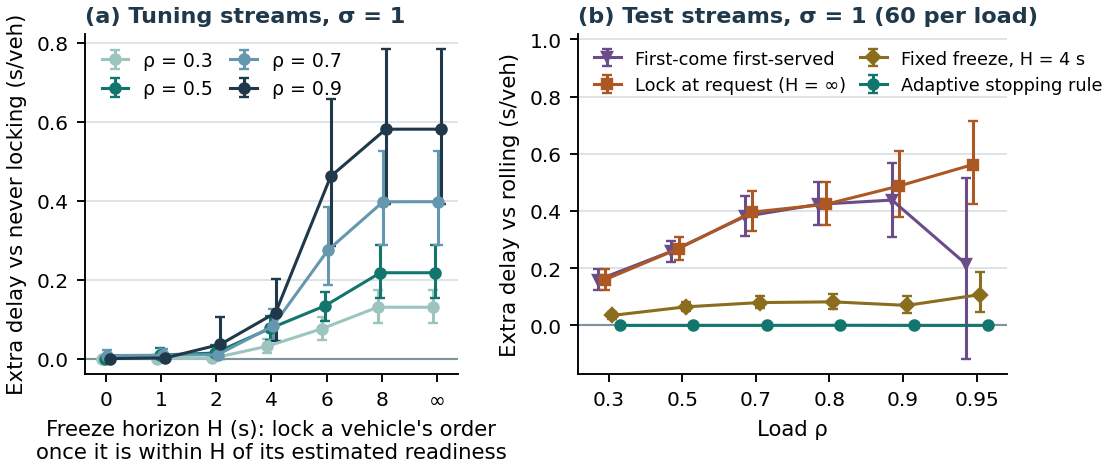 (a) Tuning streams, σ = 1
Extra delay vs never locking (s/veh)
0.8
0.6
0.4
0.2
0.0
ρ = 0.3
ρ = 0.5
ρ = 0.7
ρ = 0.9
0 1 2 4 6 8 ∞
Freeze horizon H (s): lock a vehicle's order
once it is within H of its estimated readiness
(b) Test streams, σ = 1 (60 per load)
Extra delay vs rolling (s/veh)
1.0
0.8
0.6
0.4
0.2
0.0
First-come first-served
Lock at request (H = ∞)
Fixed freeze, H = 4 s
Adaptive stopping rule
0.3 0.5 0.7 0.8 0.9 0.95
Load ρ